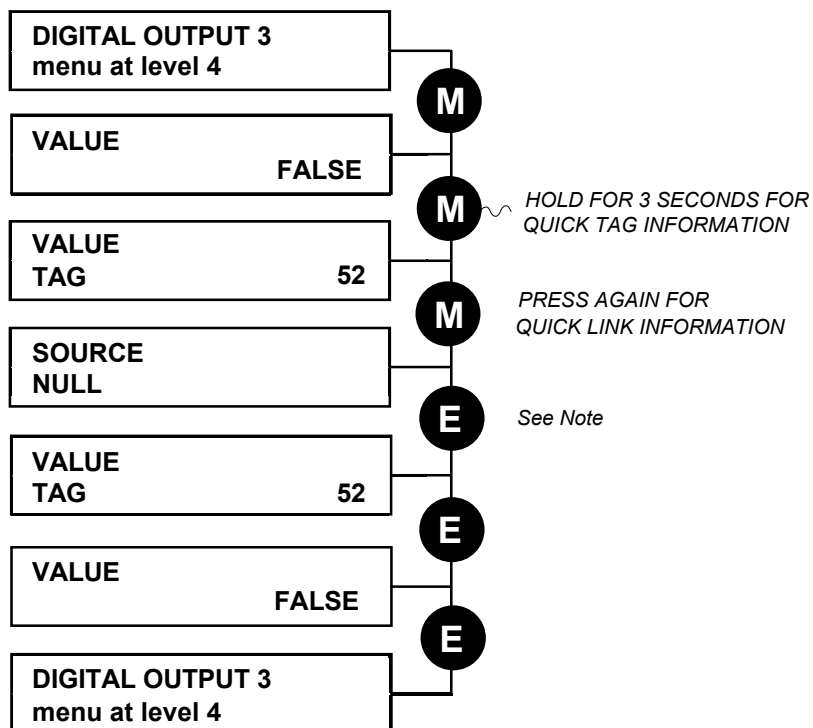 DIGITAL OUTPUT 3
menu at level 4
M
VALUE
FALSE
M
HOLD FOR 3 SECONDS FOR
QUICK TAG INFORMATION
VALUE
TAG 52
M
PRESS AGAIN FOR
QUICK LINK INFORMATION
SOURCE
NULL
E
See Note
VALUE
TAG 52
E
VALUE
FALSE
E
DIGITAL OUTPUT 3
menu at level 4